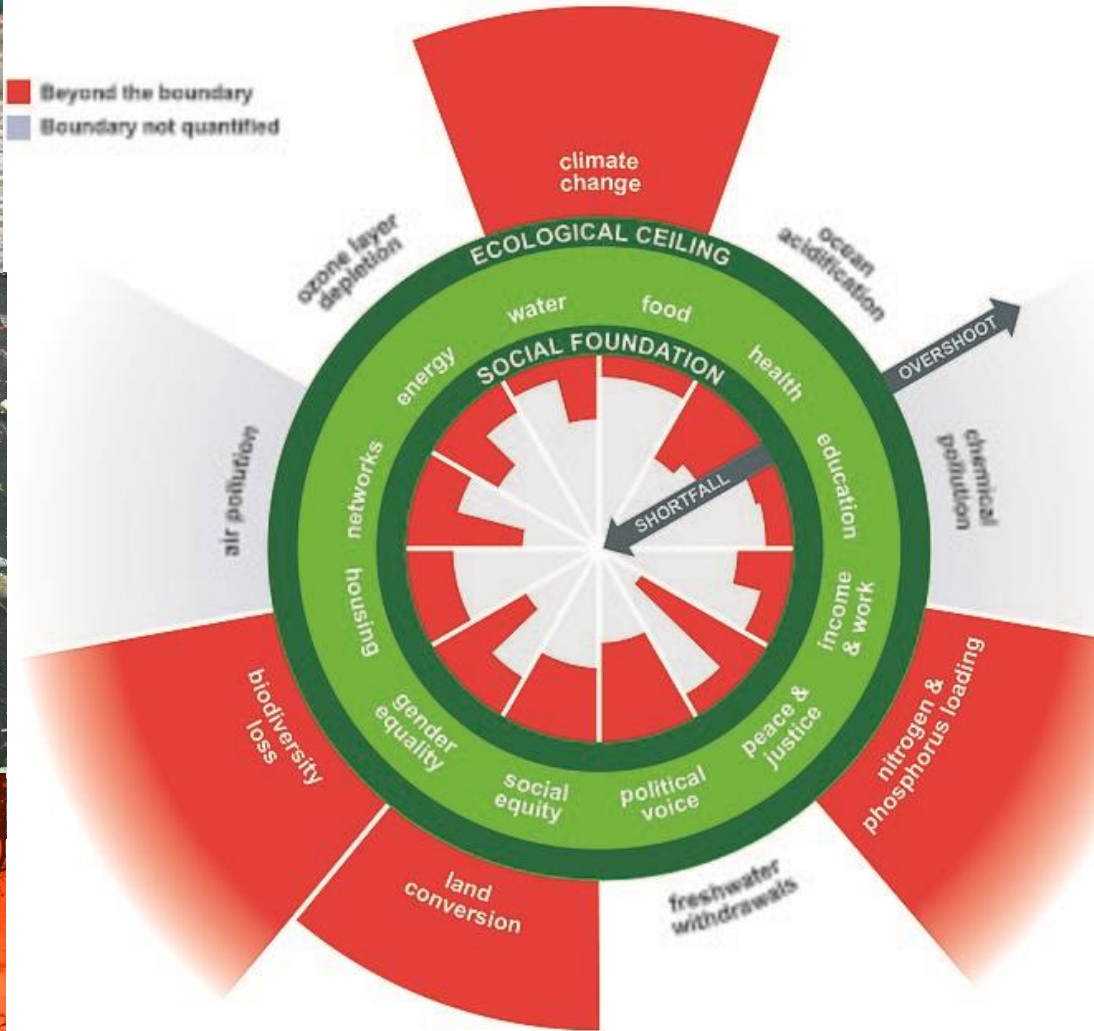 Beyond the boundary
Boundary not quantified
climate
change
ozone layer
depletion
ocean
acidification
ECOLOGICAL CEILING
water
food
OVERSHOOT
energy
SOCIAL FOUNDATION
health
networks
education
SHORTFALL
air pollution
chemical
pollution
housing
income
& work
gender
equality
peace &
justice
social
equity
political
voice
biodiversity
loss
nitrogen &
phosphorus loading
land
conversion
freshwater
withdrawals